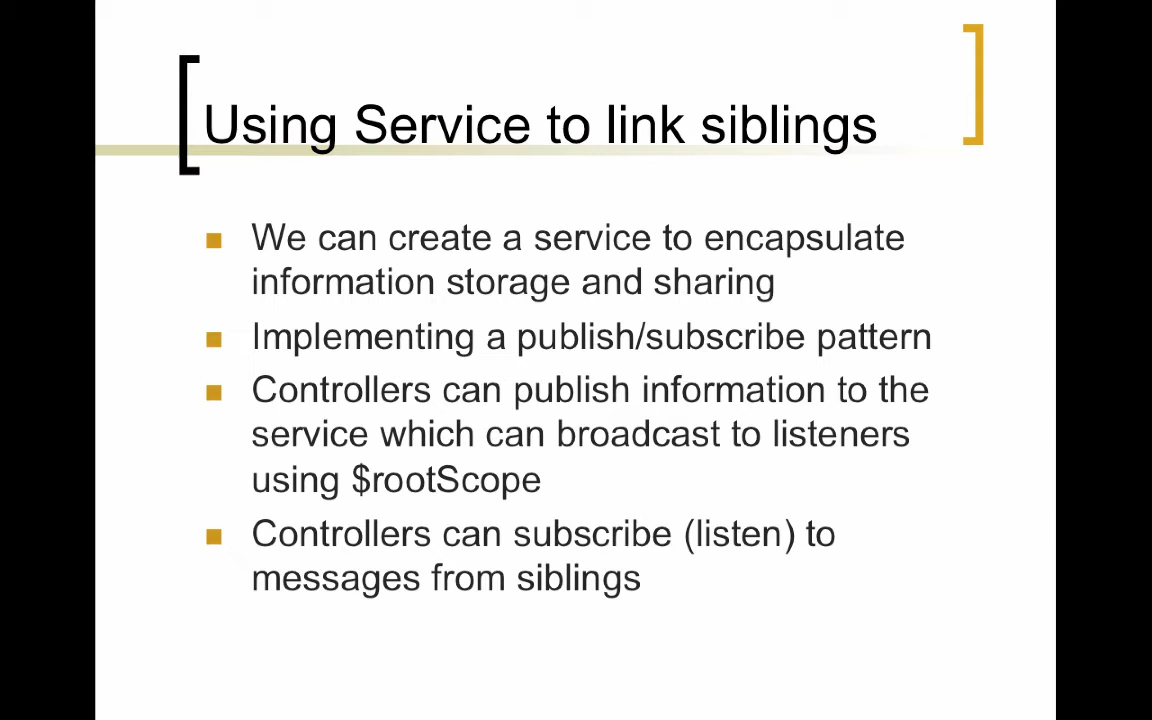 Using Service to link siblings
We can create a service to encapsulate
information storage and sharing
Implementing a publish/subscribe pattern
Controllers can publish information to the
service which can broadcast to listeners
using $rootScope
Controllers can subscribe (listen) to
messages from siblings